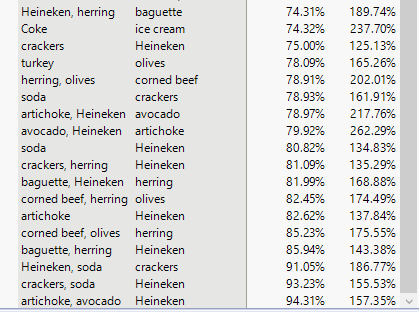 Heineken, herring baguette 74.31% 189.74%
Coke ice cream 74.32% 237.70%
crackers Heineken 75.00% 125.13%
turkey olives 78.09% 165.26%
herring, olives corned beef 78.91% 202.01%
soda crackers 78.93% 161.91%
artichoke, Heineken avocado 78.97% 217.76%
avocado, Heineken artichoke 79.92% 262.29%
soda Heineken 80.82% 134.83%
crackers, herring Heineken 81.09% 135.29%
baguette, Heineken herring 81.99% 168.88%
corned beef, herring olives 82.45% 174.49%
artichoke Heineken 82.62% 137.84%
corned beef, olives herring 85.23% 175.55%
baguette, herring Heineken 85.94% 143.38%
Heineken, soda crackers 91.05% 186.77%
crackers, soda Heineken 93.23% 155.53%
artichoke, avocado Heineken 94.31% 157.35%